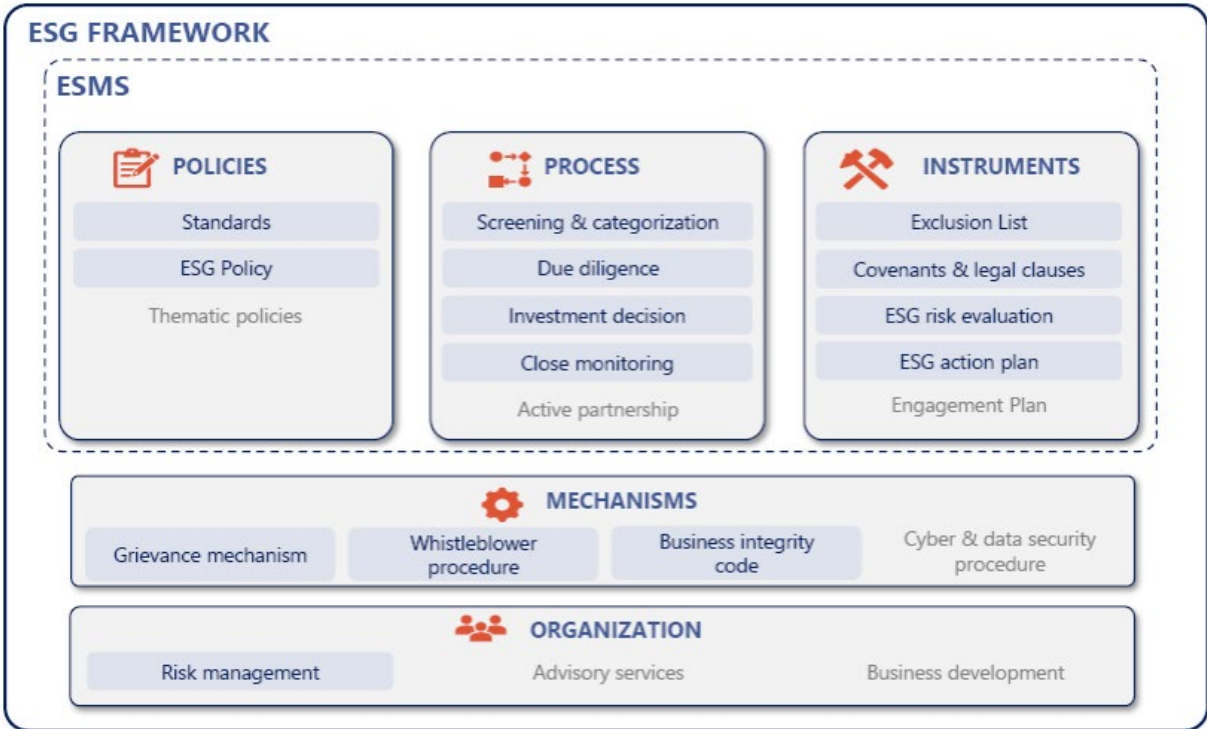 ESG FRAMEWORK
ESMS
POLICIES
Standards
ESG Policy
Thematic policies
PROCESS
Screening & categorization
Due diligence
Investment decision
Close monitoring
Active partnership
INSTRUMENTS
Exclusion List
Covenants & legal clauses
ESG risk evaluation
ESG action plan
Engagement Plan
MECHANISMS
Grievance mechanism
Whistleblower
procedure
Business integrity
code
Cyber & data security
procedure
ORGANIZATION
Risk management
Advisory services
Business development